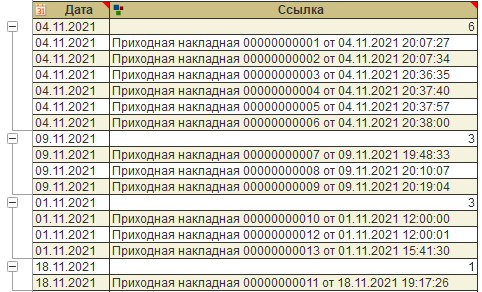 Дата Ссылка
04.11.2021 6
04.11.2021 Приходная накладная 00000000001 от 04.11.2021 20:07:27
04.11.2021 Приходная накладная 00000000002 от 04.11.2021 20:07:34
04.11.2021 Приходная накладная 00000000003 от 04.11.2021 20:36:35
04.11.2021 Приходная накладная 00000000004 от 04.11.2021 20:37:40
04.11.2021 Приходная накладная 00000000005 от 04.11.2021 20:37:57
04.11.2021 Приходная накладная 00000000006 от 04.11.2021 20:38:00
09.11.2021 3
09.11.2021 Приходная накладная 00000000007 от 09.11.2021 19:48:33
09.11.2021 Приходная накладная 00000000008 от 09.11.2021 20:10:07
09.11.2021 Приходная накладная 00000000009 от 09.11.2021 20:19:04
01.11.2021 3
01.11.2021 Приходная накладная 00000000010 от 01.11.2021 12:00:00
01.11.2021 Приходная накладная 00000000012 от 01.11.2021 12:00:01
01.11.2021 Приходная накладная 00000000013 от 01.11.2021 15:41:30
18.11.2021 1
18.11.2021 Приходная накладная 00000000011 от 18.11.2021 19:17:26